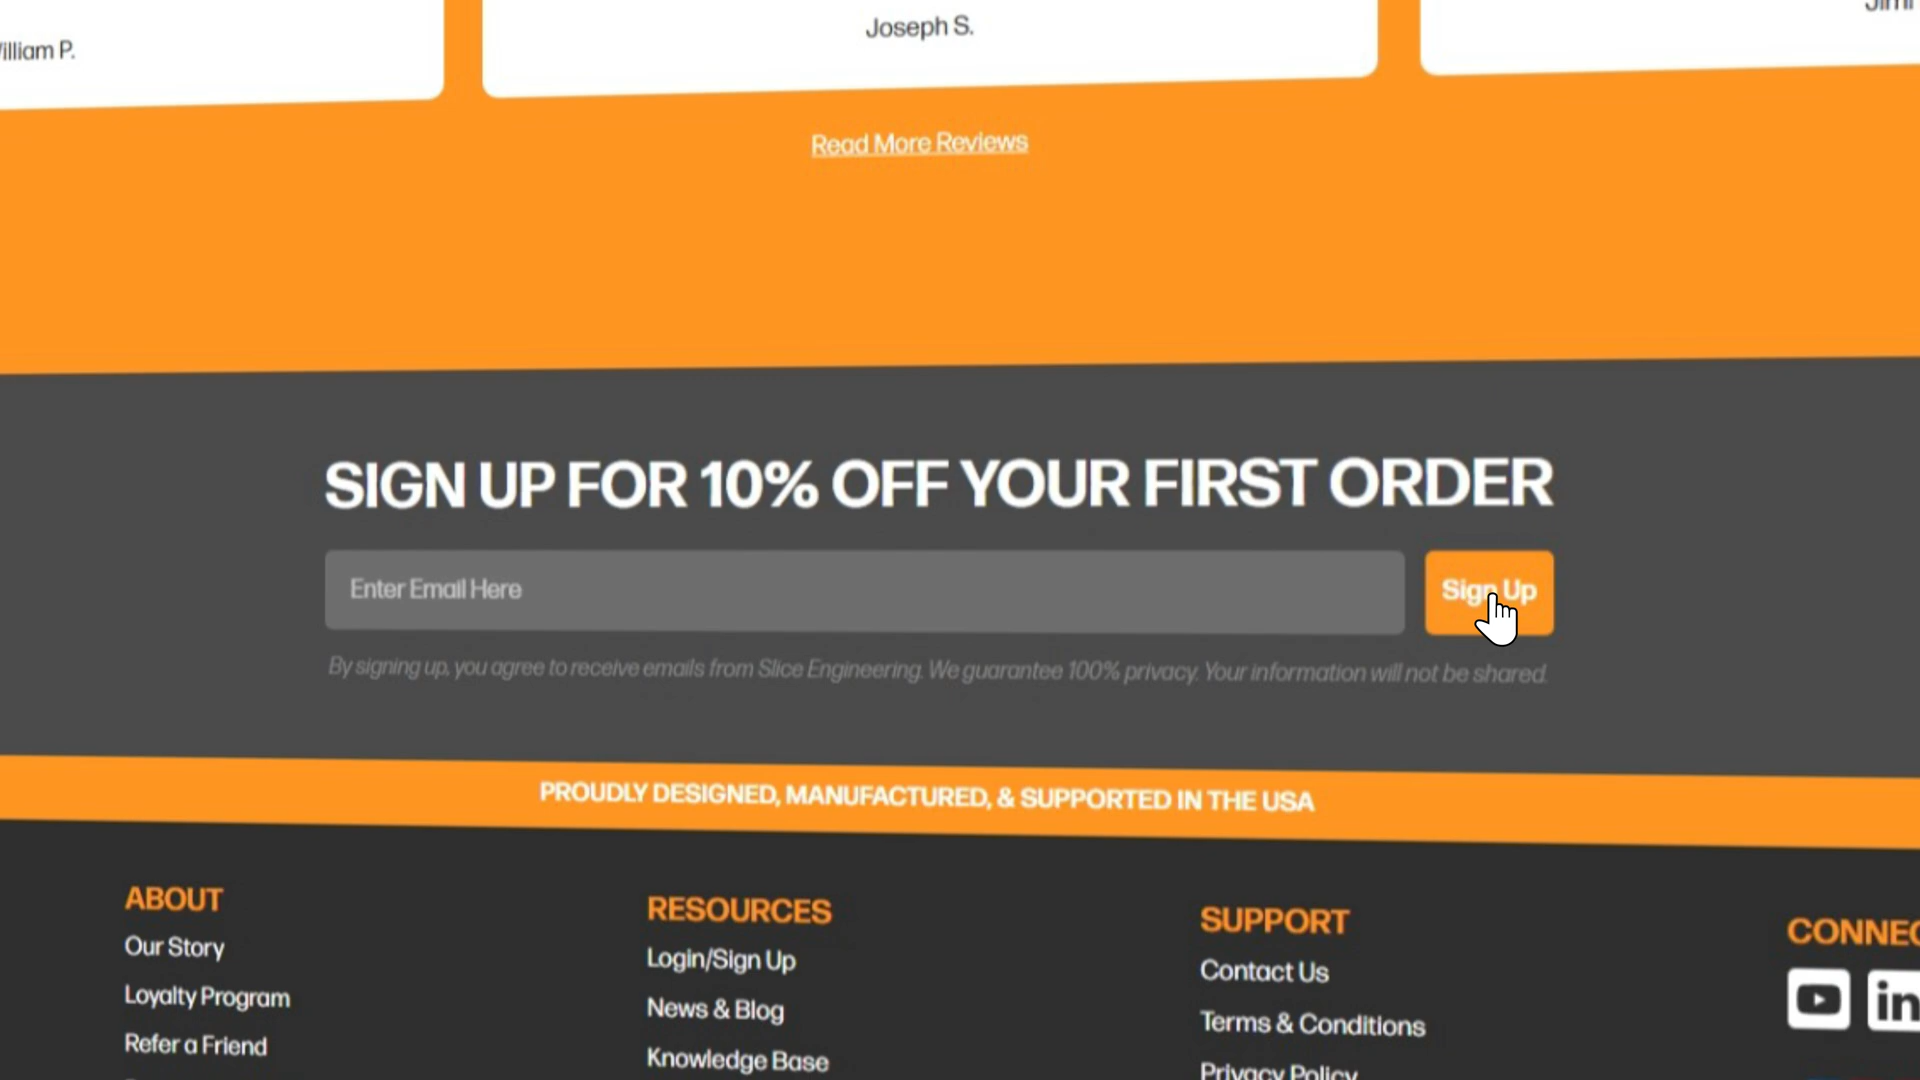 William P.
Joseph S.
Read More Reviews
SIGN UP FOR 10% OFF YOUR FIRST ORDER
Enter Email Here
Sign Up
By signing up, you agree to receive emails from Slice Engineering. We guarantee 100% privacy. Your information will not be shared.
PROUDLY DESIGNED, MANUFACTURED, & SUPPORTED IN THE USA
ABOUT
Our Story
Loyalty Program
Refer a Friend
RESOURCES
Login/Sign Up
News & Blog
Knowledge Base
SUPPORT
Contact Us
Terms & Conditions
Privacy Policy
CONNEC
in